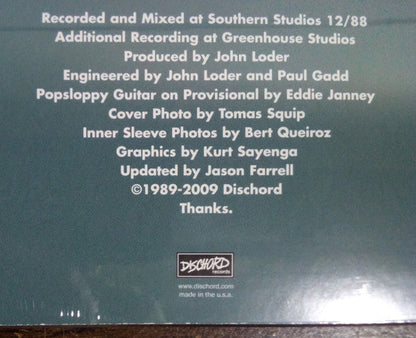 Recorded and Mixed at Southern Studios 12/88
Additional Recording at Greenhouse Studios
Produced by John Loder
Engineered by John Loder and Paul Gadd
Popsloppy Guitar on Provisional by Eddie Janney
Cover Photo by Tomas Squip
Inner Sleeve Photos by Bert Queiroz
Graphics by Kurt Sayenga
Updated by Jason Farrell
©1989-2009 Dischord
Thanks.
DISCHORD
records
www.dischord.com
made in the u.s.a.